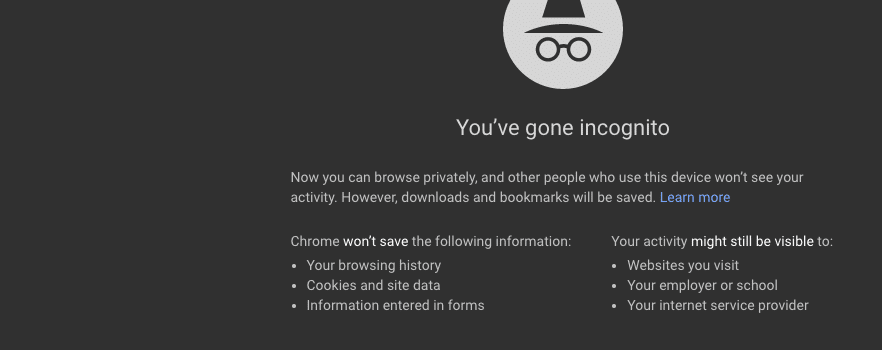 You’ve gone incognito
Now you can browse privately, and other people who use this device won’t see your
activity. However, downloads and bookmarks will be saved. Learn more
Chrome won’t save the following information:
• Your browsing history
• Cookies and site data
• Information entered in forms
Your activity might still be visible to:
• Websites you visit
• Your employer or school
• Your internet service provider